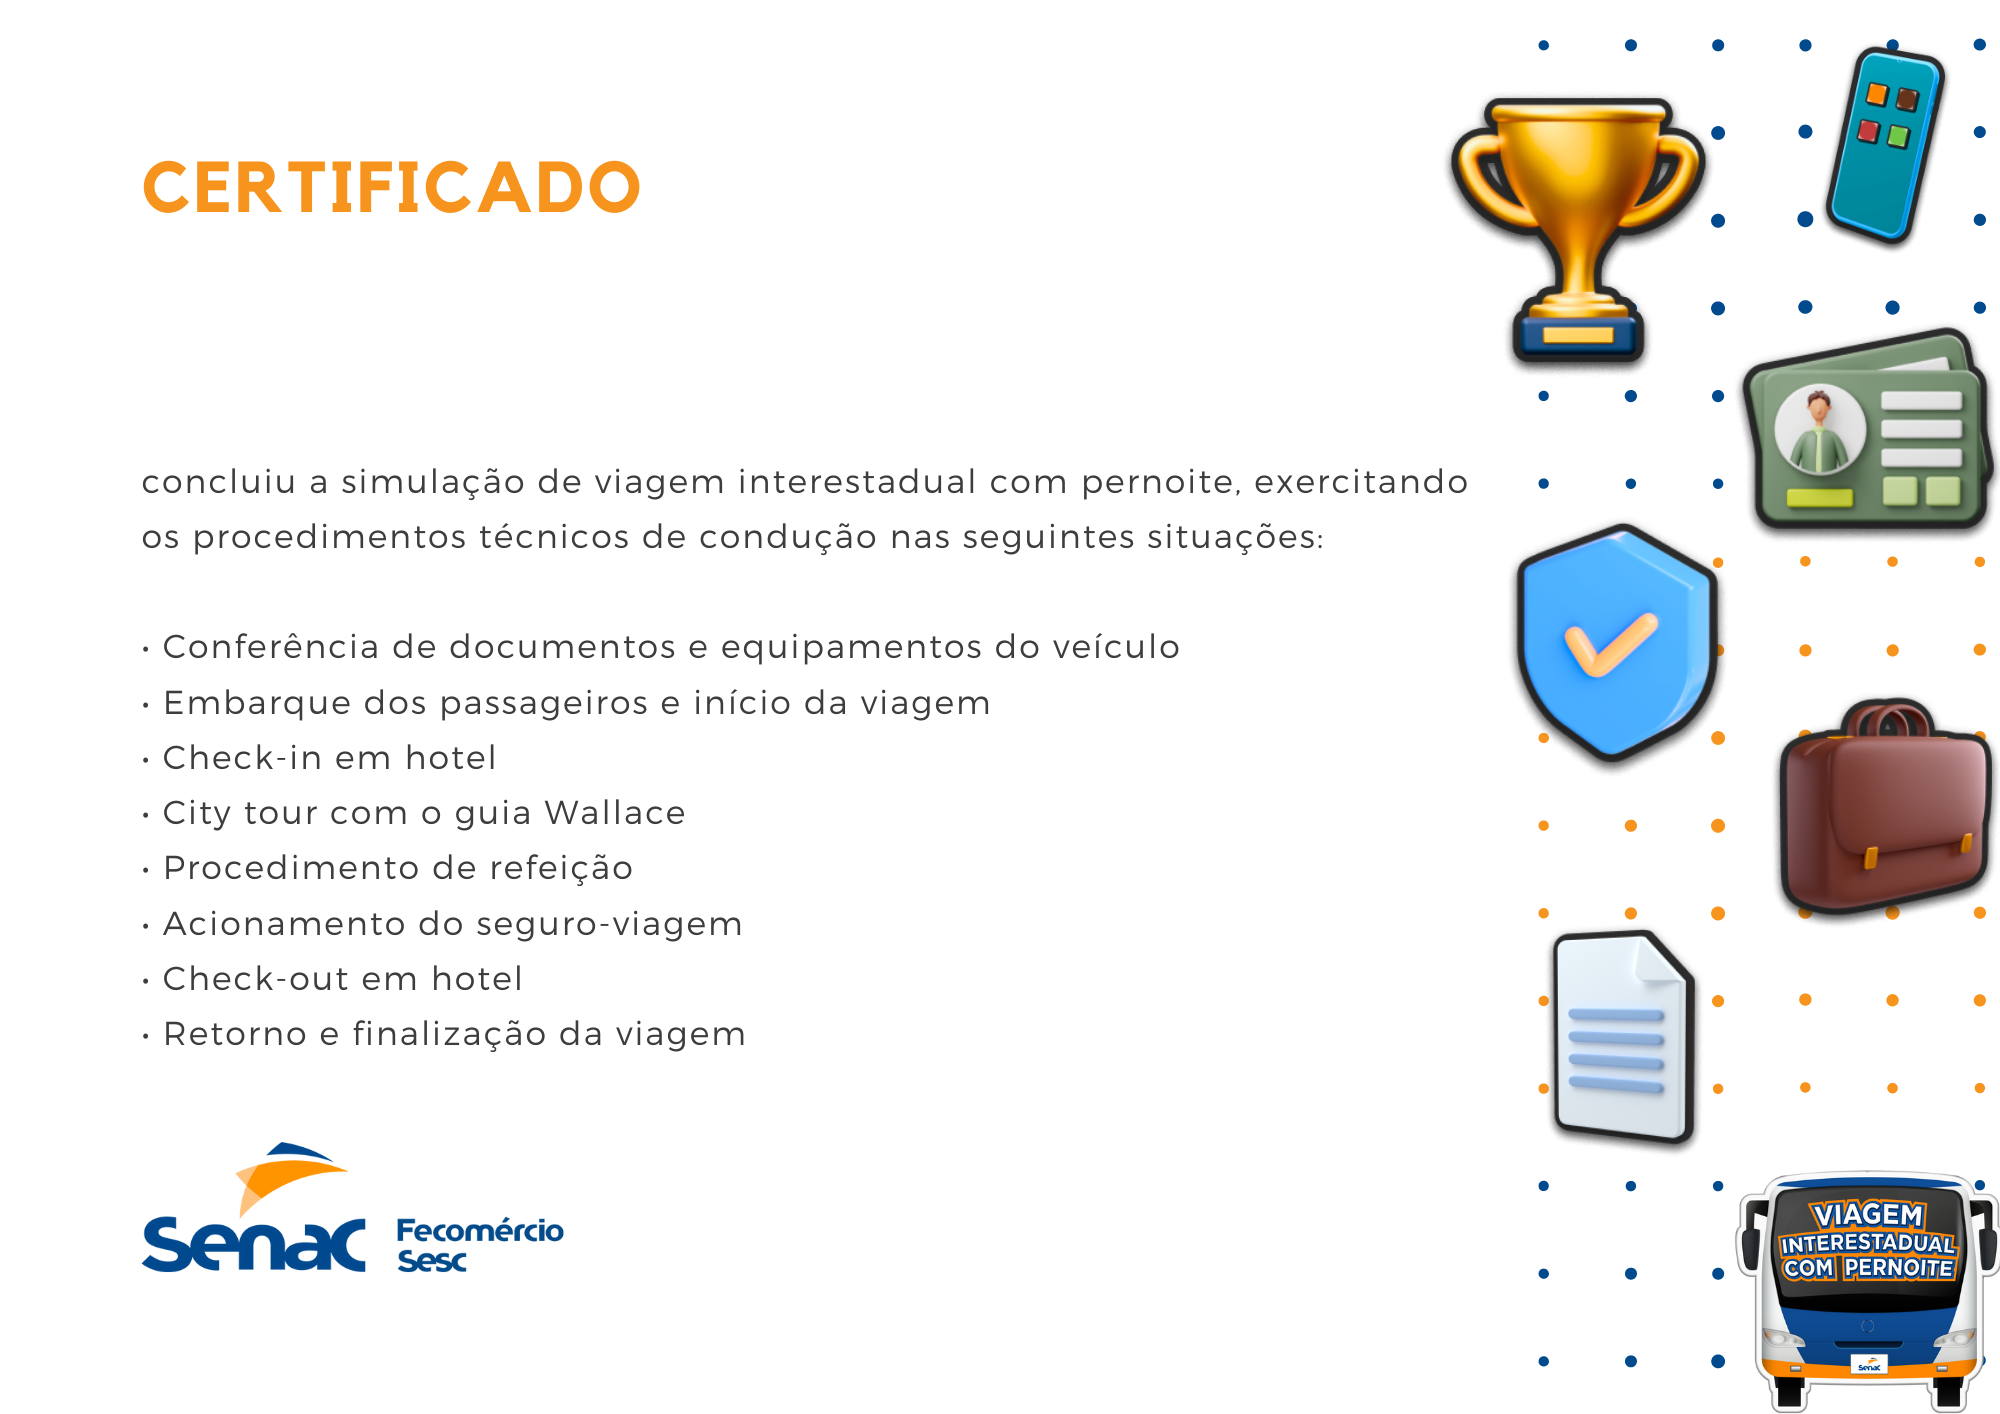 CERTIFICADO
concluiu a simulação de viagem interestadual com pernoite, exercitando
os procedimentos técnicos de condução nas seguintes situações:
• Conferência de documentos e equipamentos do veículo
• Embarque dos passageiros e início da viagem
• Check-in em hotel
• City tour com o guia Wallace
• Procedimento de refeição
• Acionamento do seguro-viagem
• Check-out em hotel
• Retorno e finalização da viagem
Senac
Fecomércio
Sesc
VIAGEM
INTERESTADUAL
COM PERNOITE
Senac